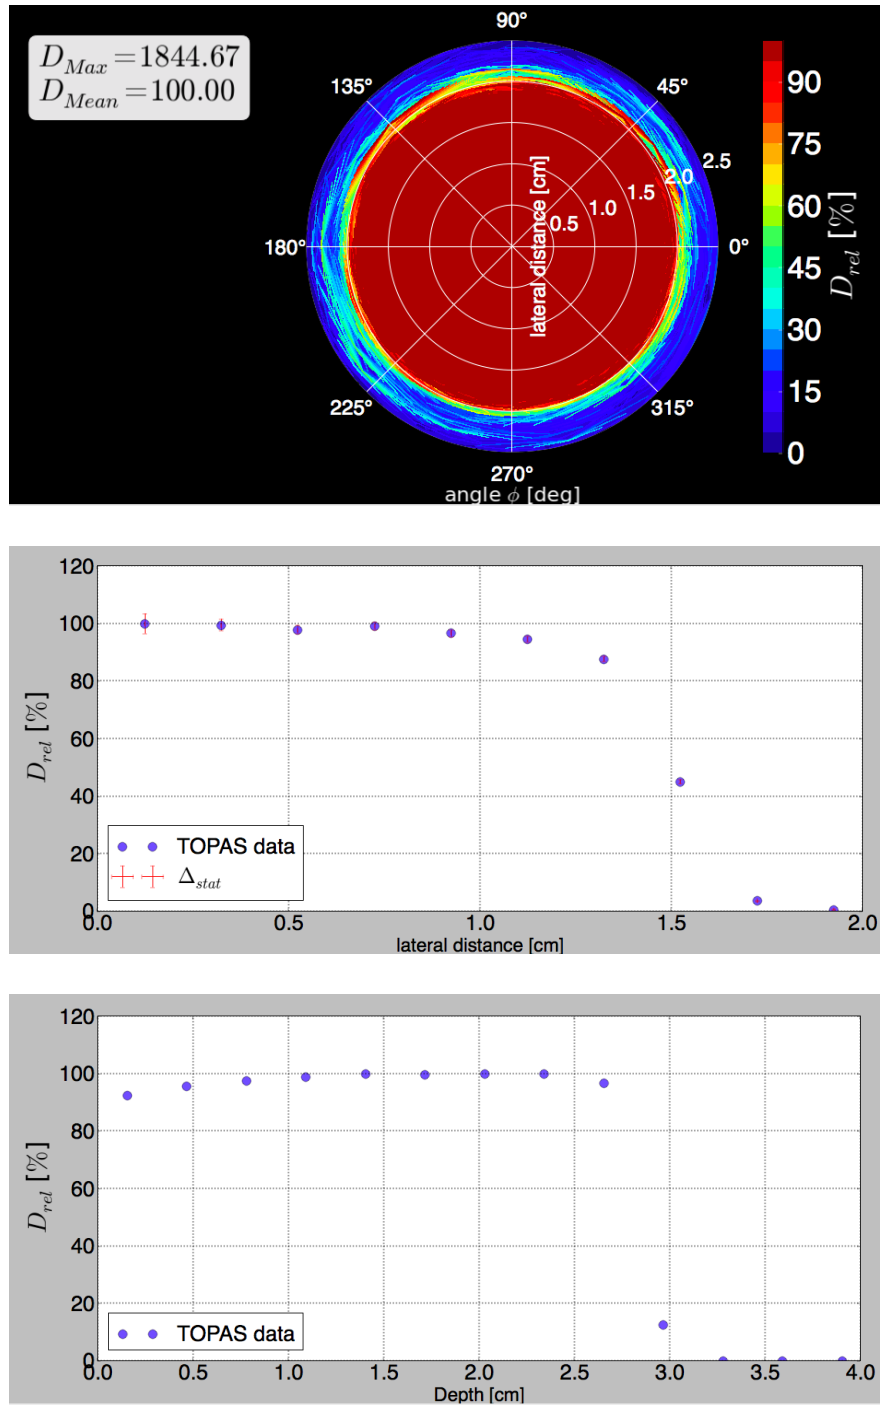 D_Max=1844.67
D_Mean=100.00
90°
135°
45°
2.5
2.0
1.5
1.0
0.5
lateral distance [cm]
180°
0°
225°
315°
270°
angle ϕ [deg]
90
75
60
45
30
15
0
D_rel [%]
120
100
80
60
40
20
0
D_rel [%]
TOPAS data
Δ_stat
0.0 0.5 1.0 1.5 2.0
lateral distance [cm]
120
100
80
60
40
20
0
D_rel [%]
TOPAS data
0.0 0.5 1.0 1.5 2.0 2.5 3.0 3.5 4.0
Depth [cm]